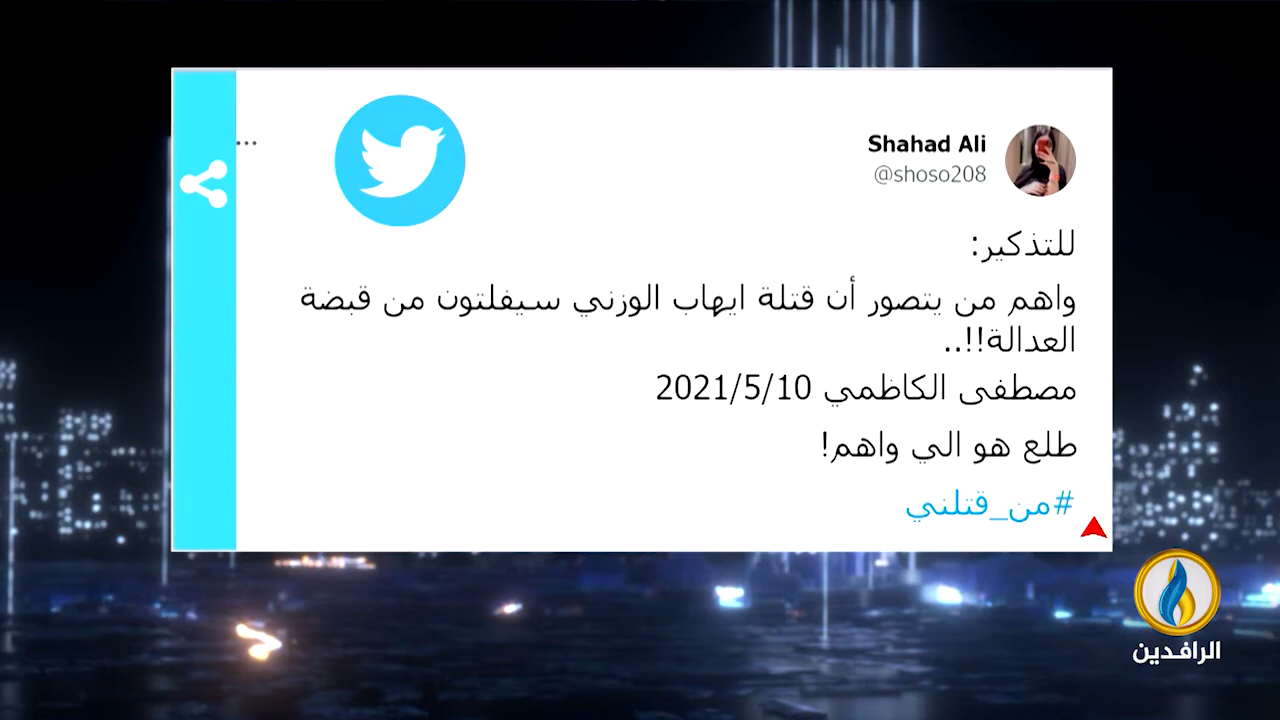 Shahad Ali
@shoso208
للتذكير:
واهم من يتصور أن قتلة ايهاب الوزني سيفلتون من قبضة
العدالة!!..
مصطفى الكاظمي 2021/5/10
طلع هو الي واهم!
#من_قتلني
الرافدين